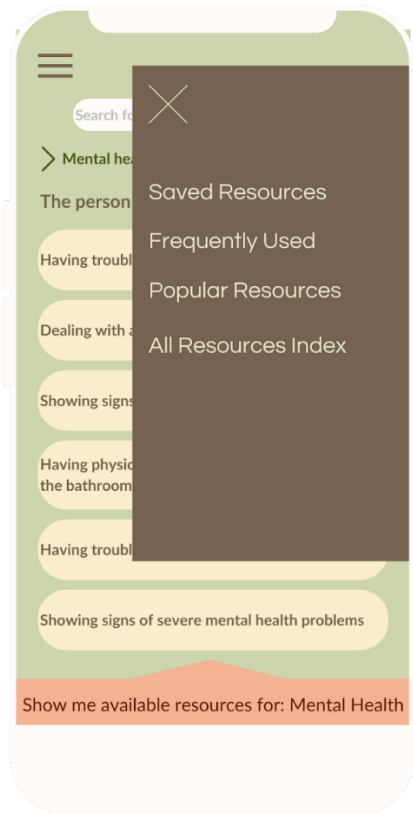 Search fo
Mental hea
The person
Having troubl
Dealing with a
Showing signs
Having physic
the bathroom
Having troubl
Showing signs of severe mental health problems
Show me available resources for: Mental Health
Saved Resources
Frequently Used
Popular Resources
All Resources Index